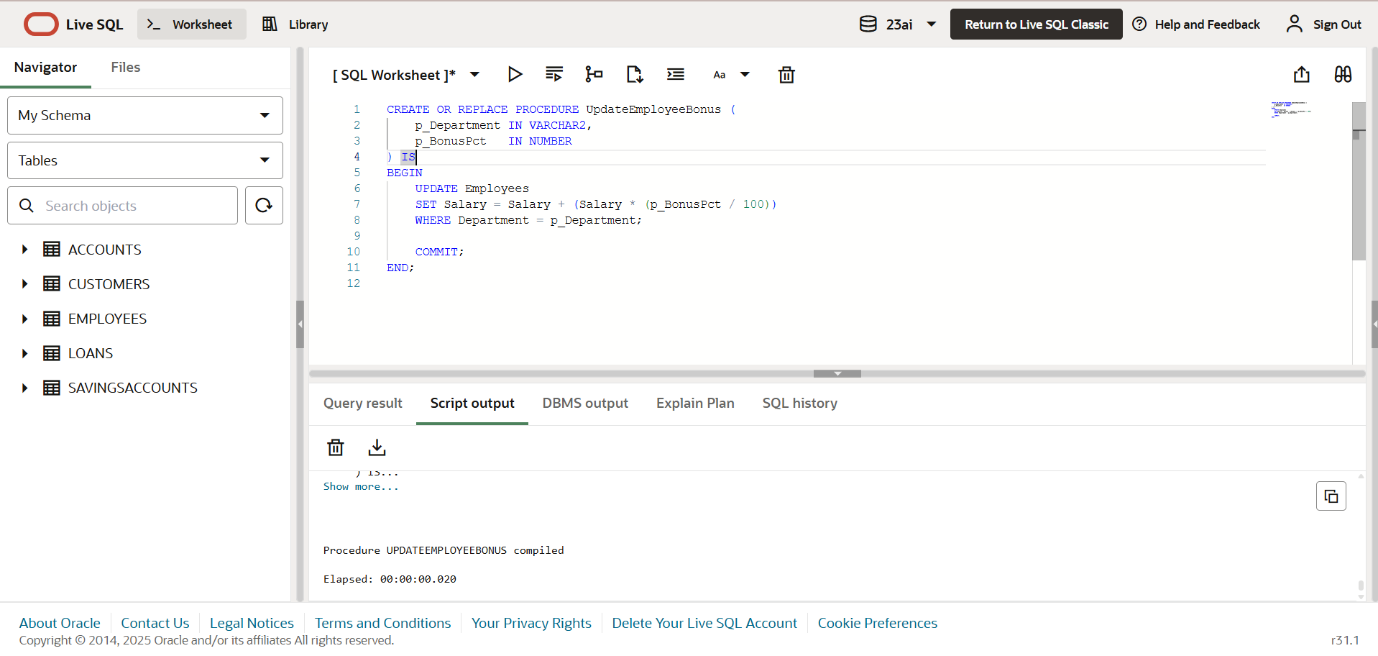 Live SQL
>_ Worksheet
Library
23ai
Return to Live SQL Classic
Help and Feedback
Sign Out
Navigator
Files
My Schema
Tables
Search objects
ACCOUNTS
CUSTOMERS
EMPLOYEES
LOANS
SAVINGSACCOUNTS
[ SQL Worksheet ]*
Aa
1 CREATE OR REPLACE PROCEDURE UpdateEmployeeBonus (
2 p_Department IN VARCHAR2,
3 p_BonusPct IN NUMBER
4 ) IS
5 BEGIN
6 UPDATE Employees
7 SET Salary = Salary + (Salary * (p_BonusPct / 100))
8 WHERE Department = p_Department;
9
10 COMMIT;
11 END;
12
Query result
Script output
DBMS output
Explain Plan
SQL history
) IS...
Show more...
Procedure UPDATEEMPLOYEEBONUS compiled
Elapsed: 00:00:00.020
About Oracle
Contact Us
Legal Notices
Terms and Conditions
Your Privacy Rights
Delete Your Live SQL Account
Cookie Preferences
Copyright © 2014, 2025 Oracle and/or its affiliates All rights reserved.
r31.1